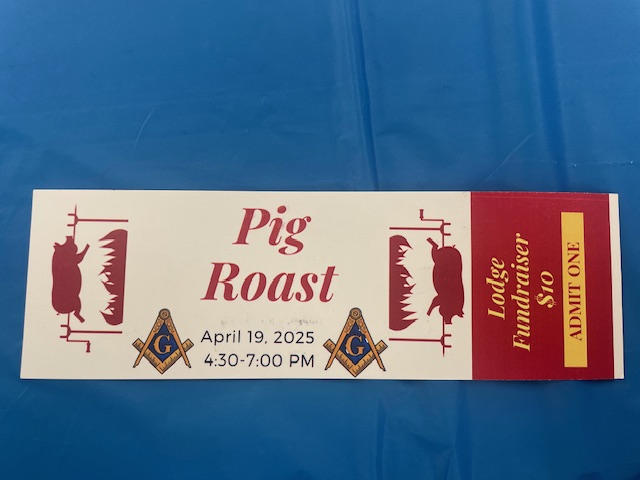 Pig
Roast
G
April 19, 2025
4:30-7:00 PM
G
Lodge
Fundraiser
$10
ADMIT ONE